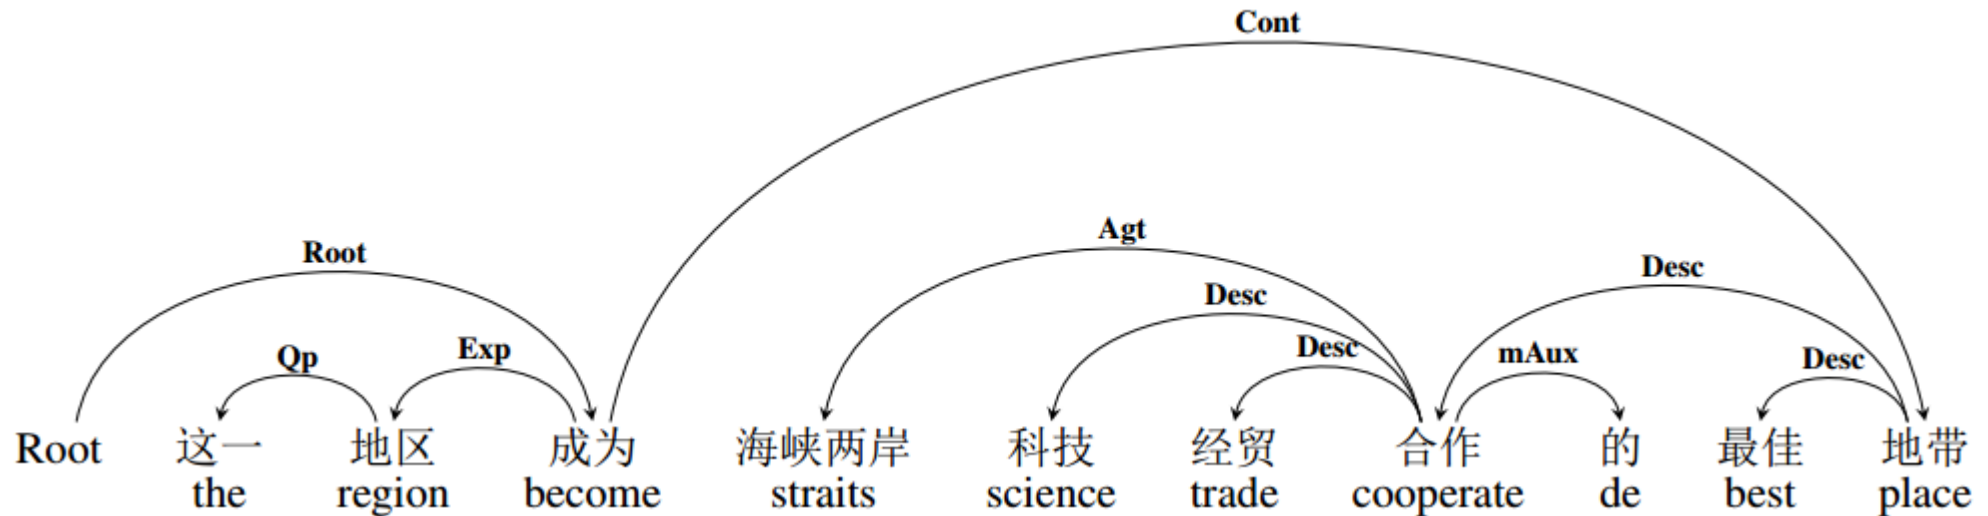 Cont
Agt
Root
Desc
Desc
Qp
Exp
Desc
mAux
Desc
Root 这一 地区 成为 海峡两岸 科技 经贸 合作 的 最佳 地带
the region become straits science trade cooperate de best place